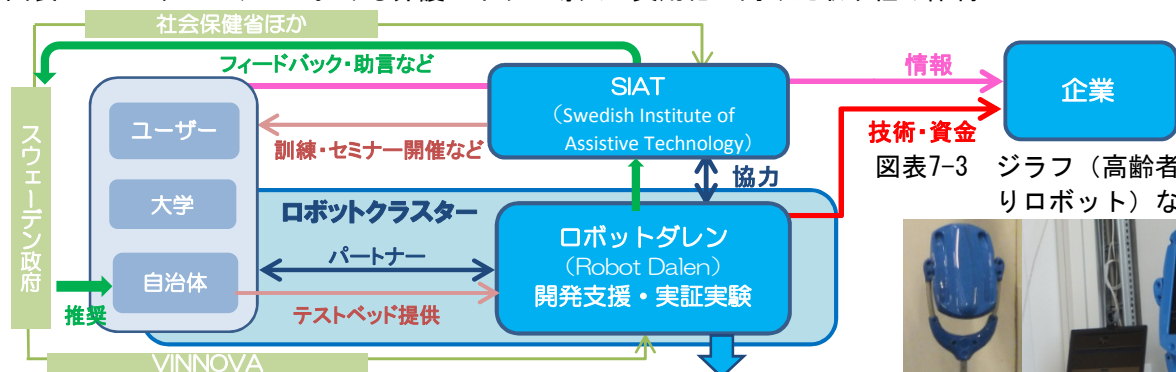 社会保健省ほか
フィードバック・助言など
情報
企業
SIAT
（Swedish Institute of
Assistive Technology）
スウェーデン政府
ユーザー
訓練・セミナー開催など
技術・資金
協力
図表7-3　ジラフ（高齢者
りロボット）な
大学
ロボットクラスター
ロボットダレン
（Robot Dalen）
開発支援・実証実験
パートナー
自治体
推奨
テストベッド提供
VINNOVA